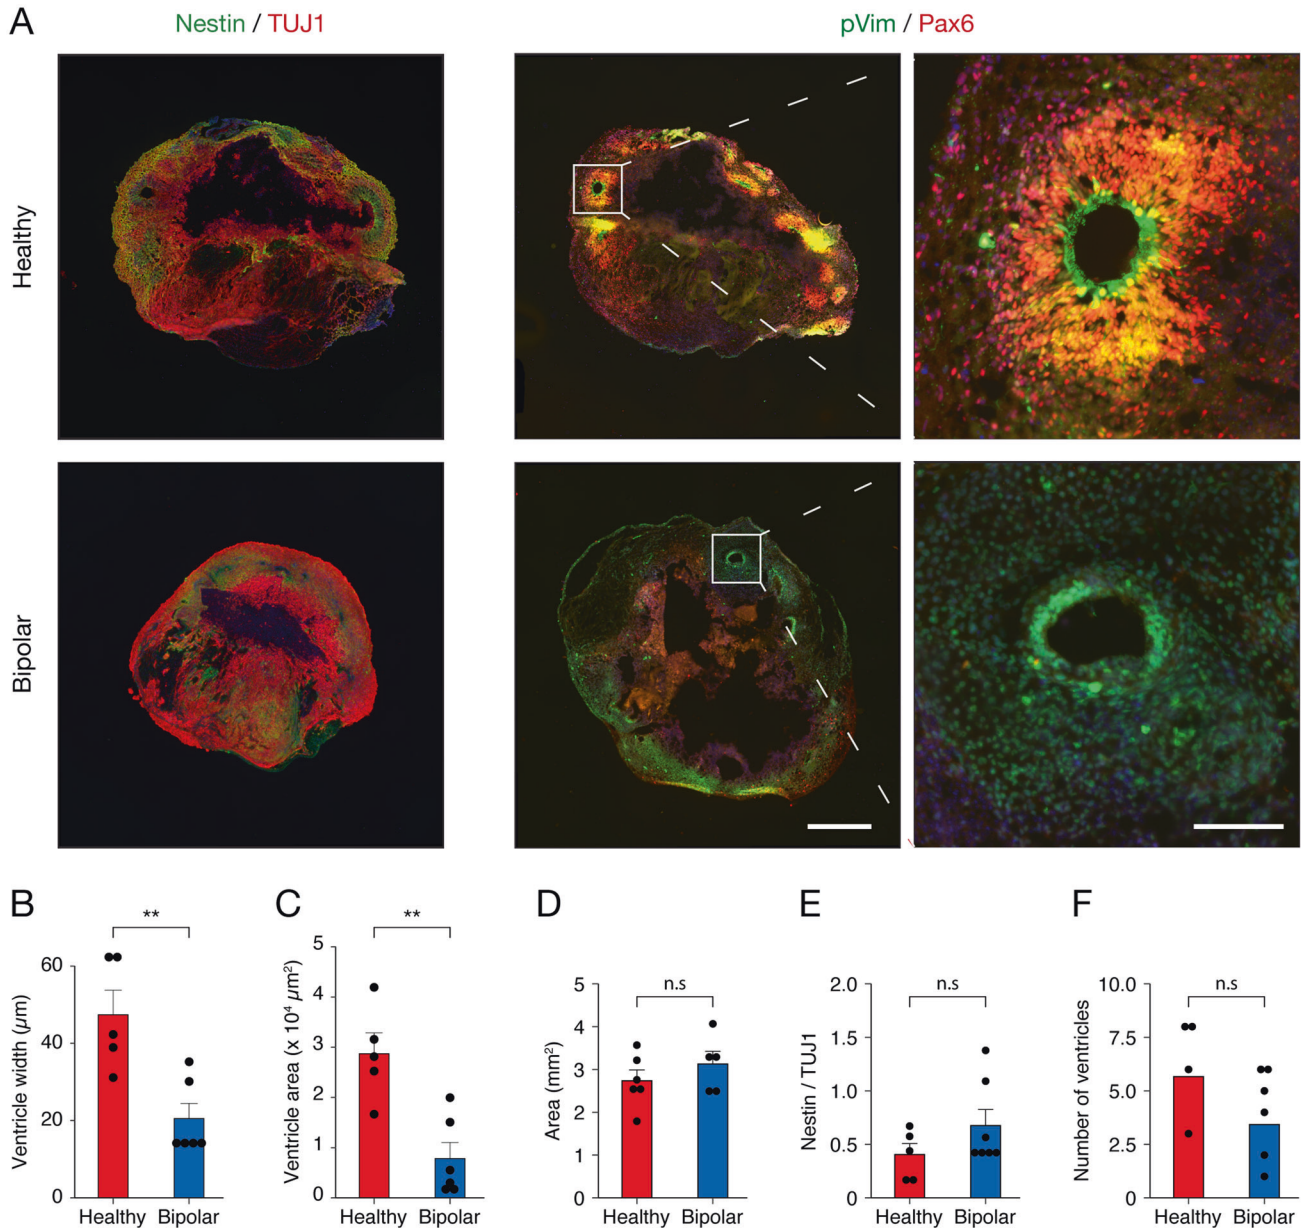 A
Nestin / TUJ1
pVim / Pax6
Healthy
Bipolar
B
**
Ventricle width (µm)
60
40
20
0
Healthy Bipolar
C
**
Ventricle area (x 10⁴ µm²)
5
4
3
2
1
0
Healthy Bipolar
D
n.s
Area (mm²)
5
4
3
2
1
0
Healthy Bipolar
E
n.s
Nestin / TUJ1
2.0
1.5
1.0
0.5
0
Healthy Bipolar
F
n.s
Number of ventricles
10.0
7.5
5.0
2.5
0
Healthy Bipolar